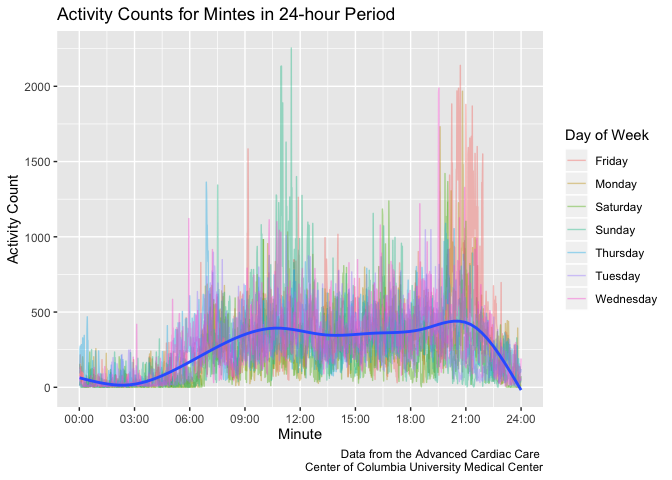 Activity Counts for Mintes in 24-hour Period
2000
1500
1000
500
0
Activity Count
00:00 03:00 06:00 09:00 12:00 15:00 18:00 21:00 24:00
Minute
Day of Week
Friday
Monday
Saturday
Sunday
Thursday
Tuesday
Wednesday
Data from the Advanced Cardiac Care
Center of Columbia University Medical Center